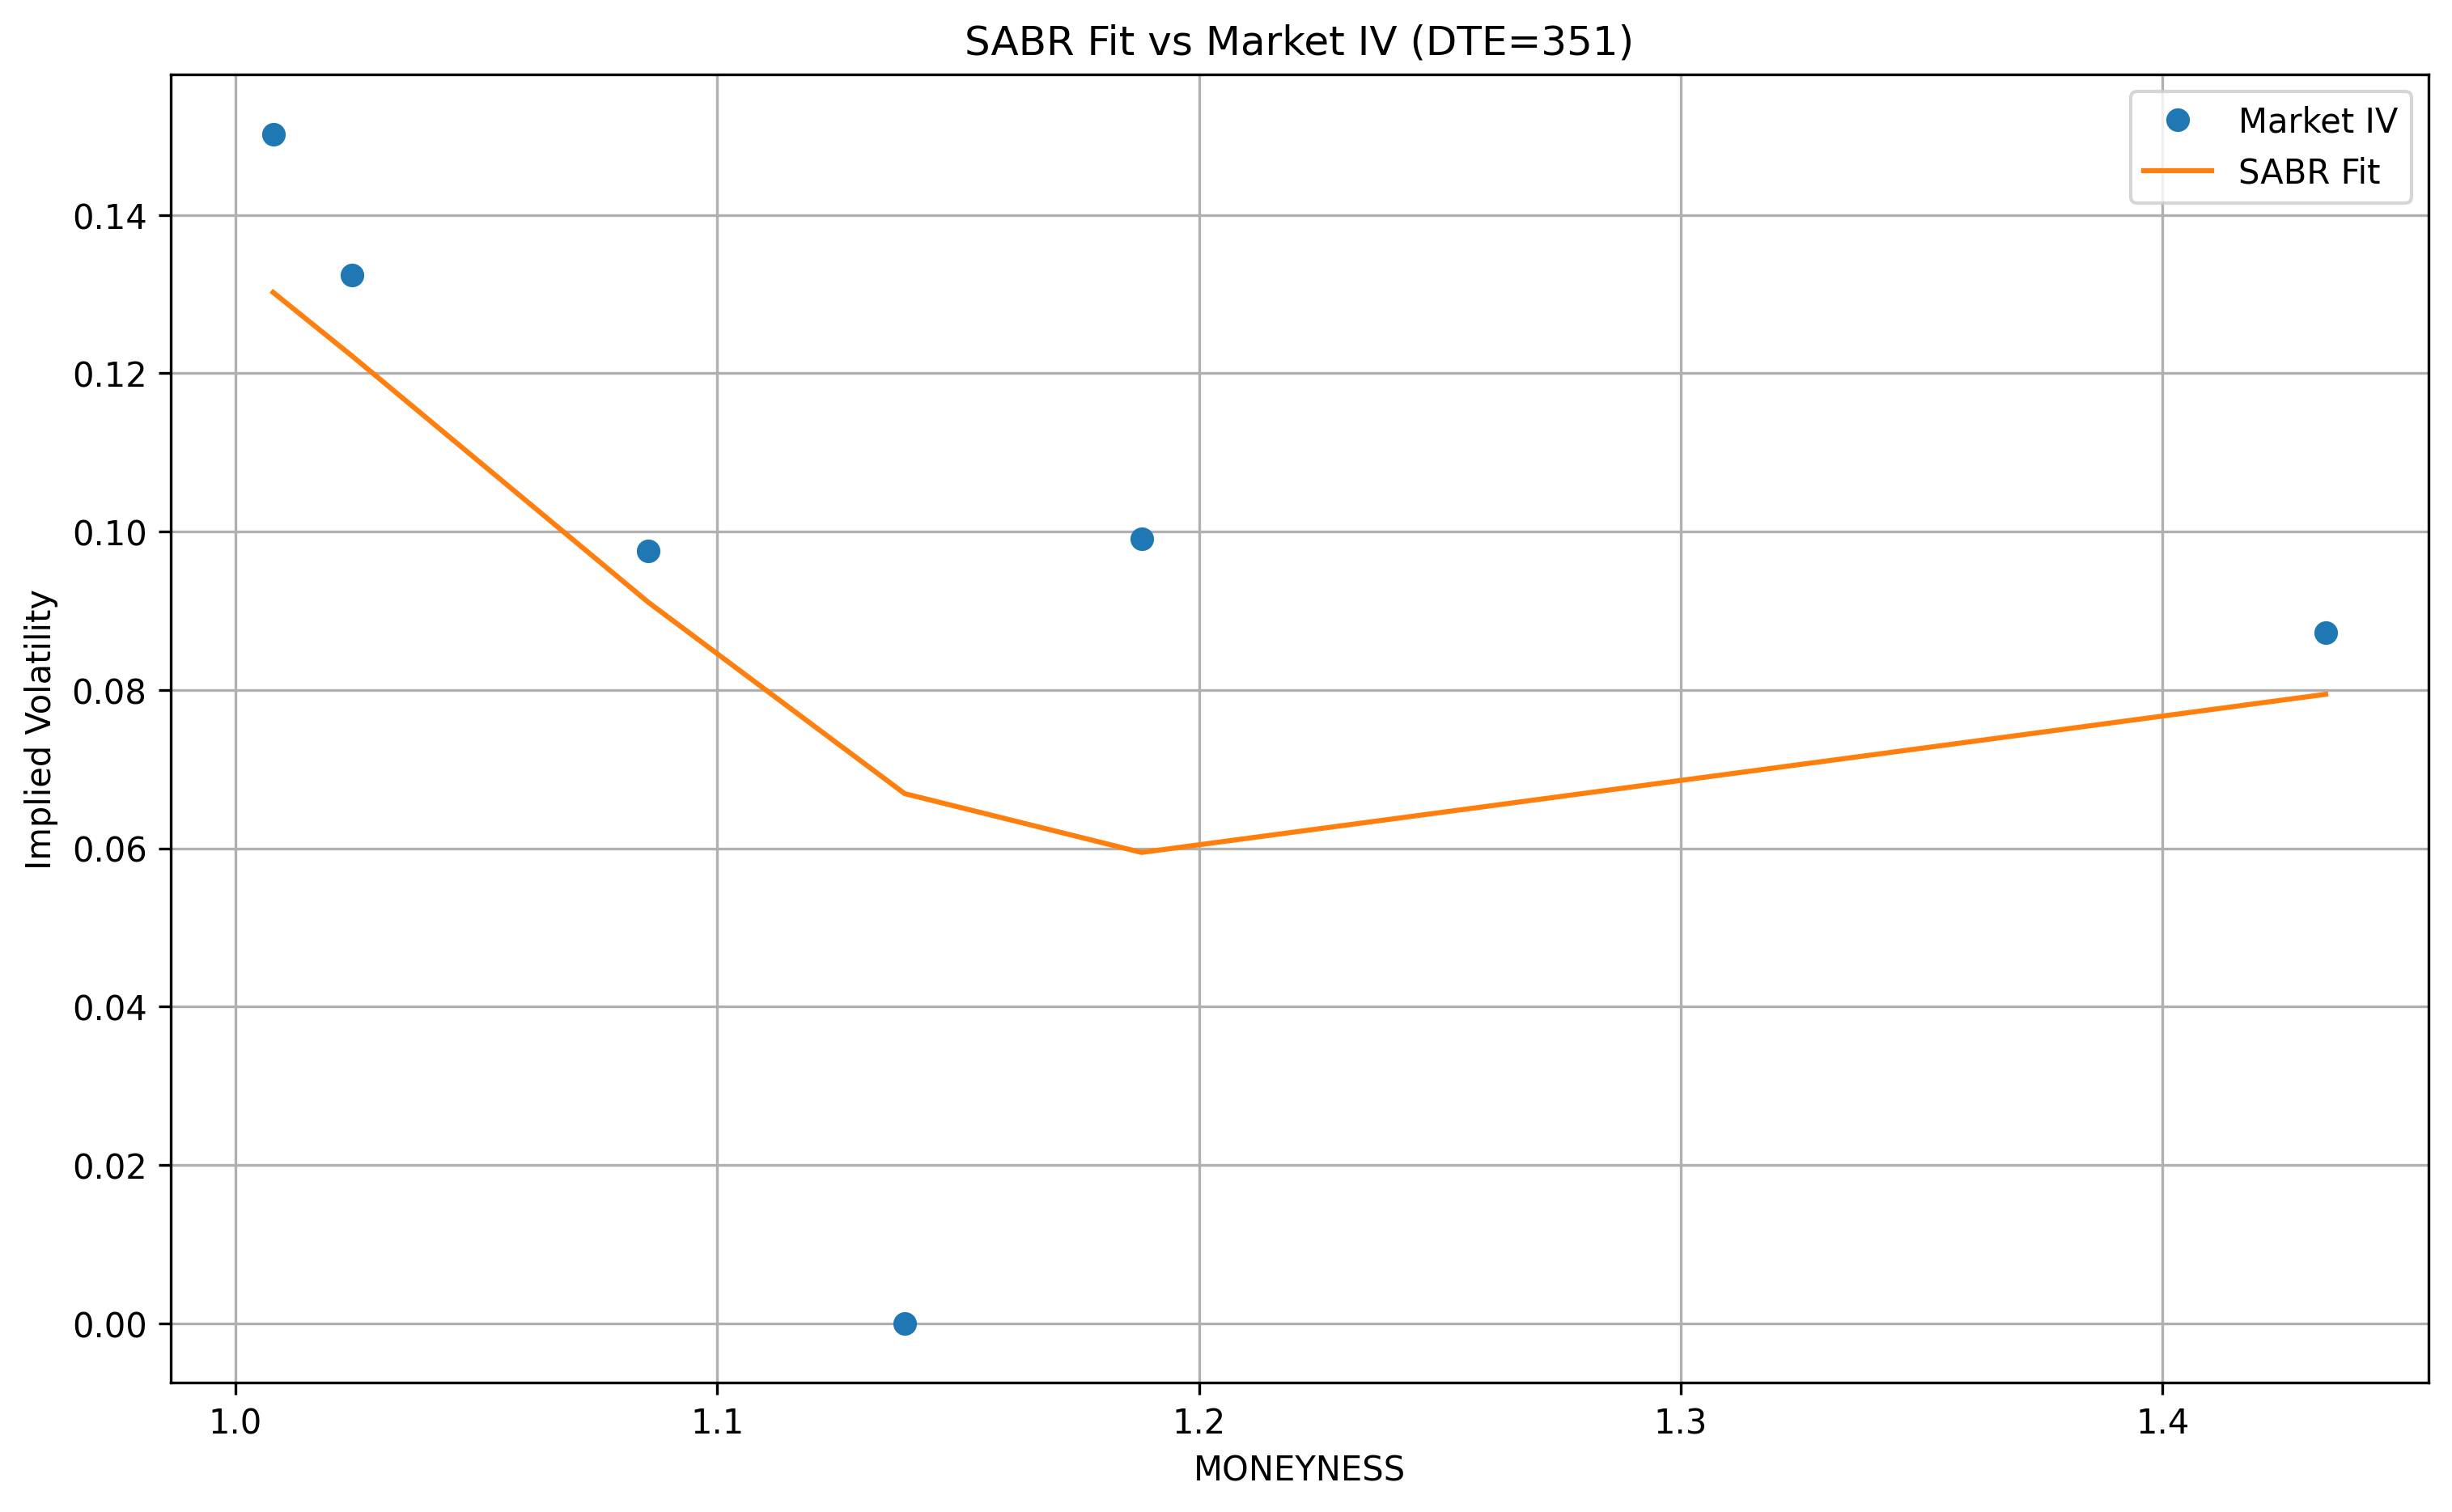 SABR Fit vs Market IV (DTE=351)
Market IV
SABR Fit
Implied Volatility
0.14
0.12
0.10
0.08
0.06
0.04
0.02
0.00
1.0 1.1 1.2 1.3 1.4
MONEYNESS